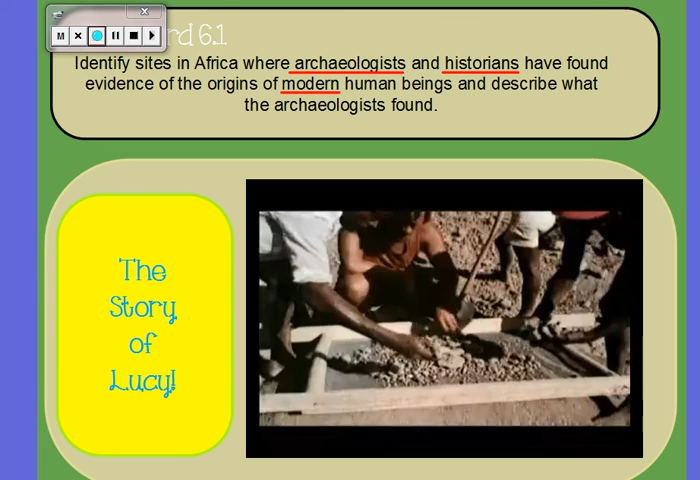 M
rd 6.1
Identify sites in Africa where archaeologists and historians have found
evidence of the origins of modern human beings and describe what
the archaeologists found.
The
Story
of
Lucy!